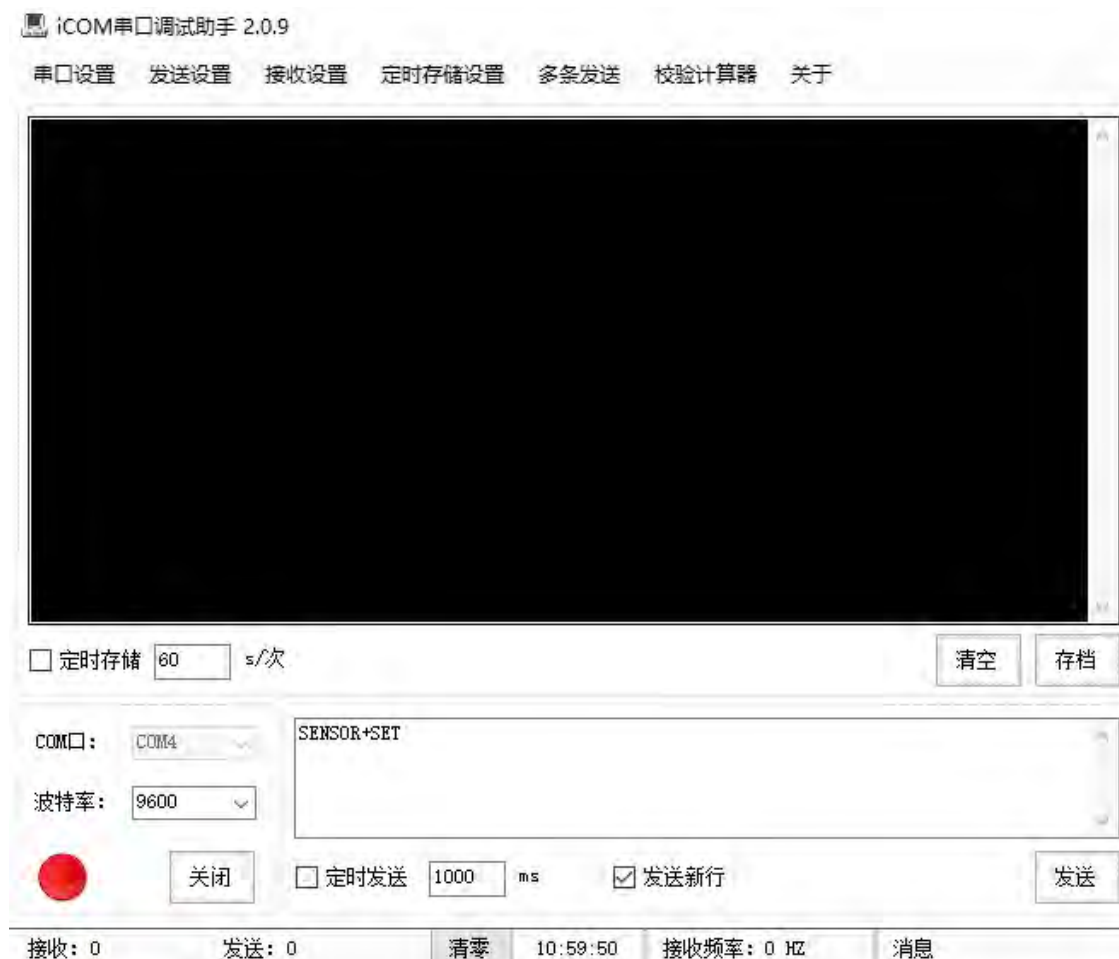 iCOM串口调试助手 2.0.9
串口设置 发送设置 接收设置 定时存储设置 多条发送 校验计算器 关于
定时存储 60 s/次 清空 存档
SENSOR+SET
COM口: COM4
波特率: 9600
关闭 定时发送 1000 ms 发送新行 发送
接收: 0 发送: 0 清零 10:59:50 接收频率: 0 HZ 消息